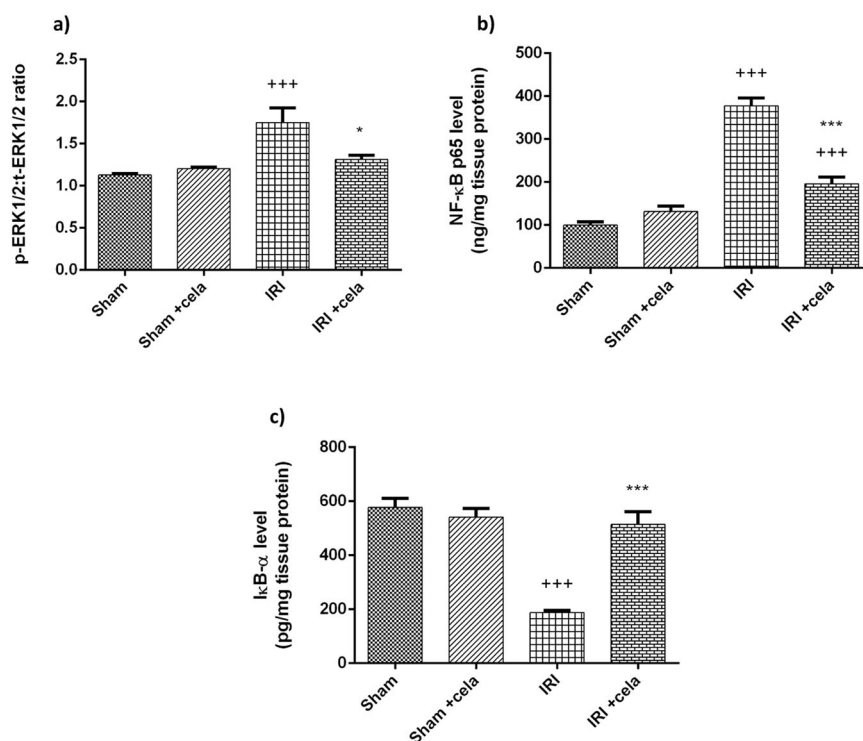 a)
p-ERK1/2:t-ERK1/2 ratio
2.5
2.0
1.5
1.0
0.5
0.0
+++
*
Sham
Sham +cela
IRI
IRI +cela
b)
NF-κB p65 level
(ng/mg tissue protein)
500
400
300
200
100
0
+++
***
+++
Sham
Sham +cela
IRI
IRI +cela
c)
IκB-α level
(pg/mg tissue protein)
800
600
400
200
0
+++
***
Sham
Sham +cela
IRI
IRI +cela